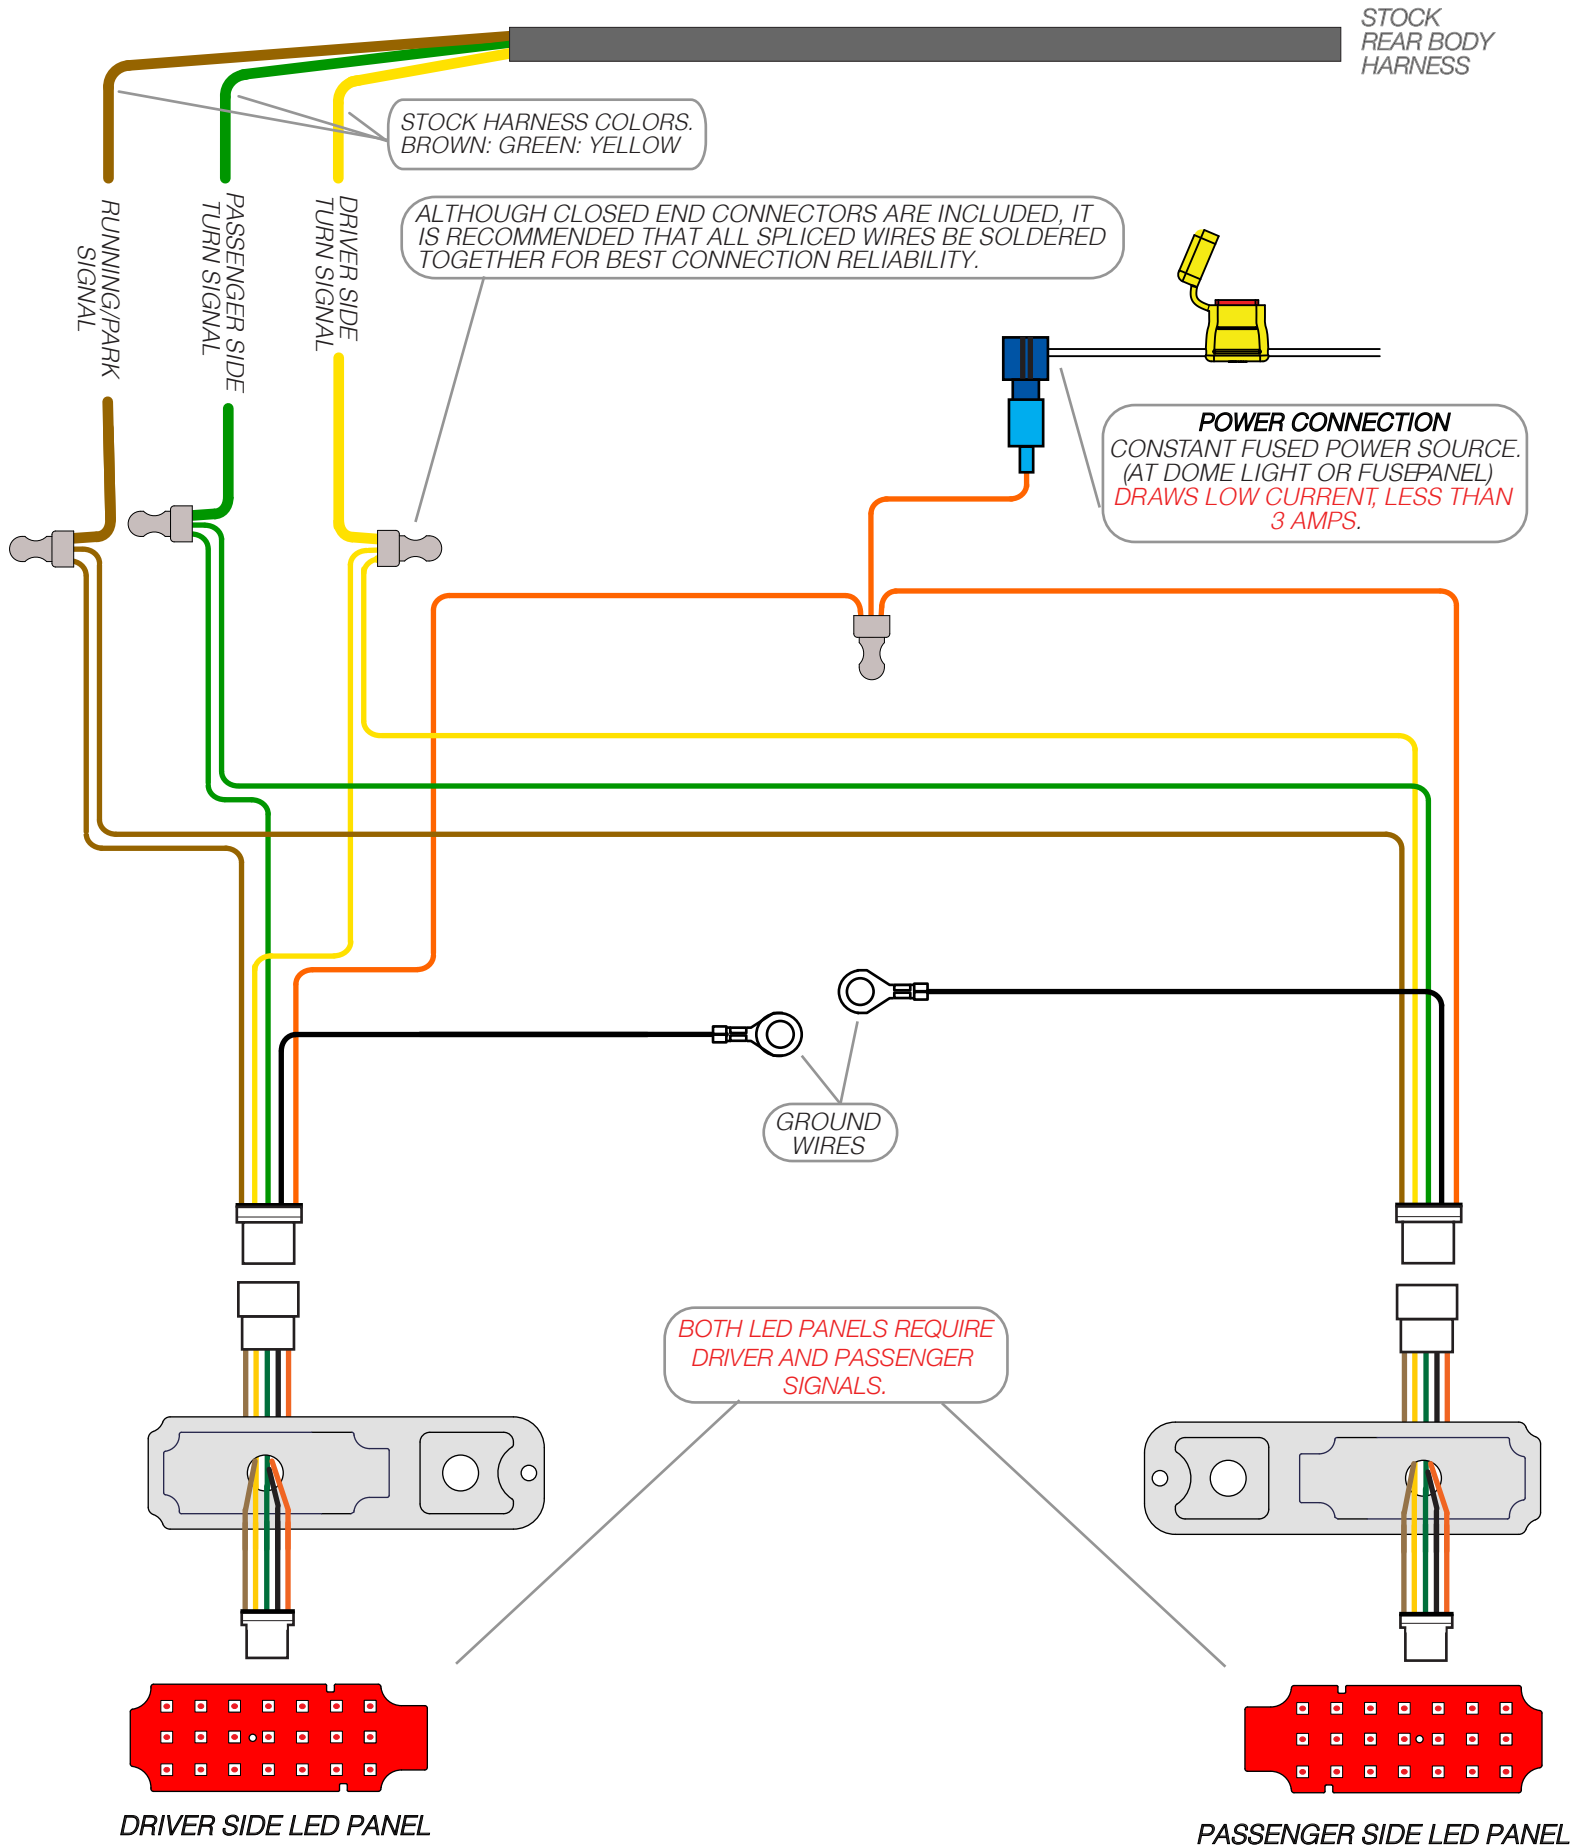 STOCK
REAR BODY
HARNESS
STOCK HARNESS COLORS.
BROWN: GREEN: YELLOW
RUNNING/PARK
SIGNAL
PASSENGER SIDE
TURN SIGNAL
DRIVER SIDE
TURN SIGNAL
ALTHOUGH CLOSED END CONNECTORS ARE INCLUDED, IT
IS RECOMMENDED THAT ALL SPLICED WIRES BE SOLDERED
TOGETHER FOR BEST CONNECTION RELIABILITY.
POWER CONNECTION
CONSTANT FUSED POWER SOURCE.
(AT DOME LIGHT OR FUSEPANEL)
DRAWS LOW CURRENT, LESS THAN
3 AMPS.
GROUND
WIRES
BOTH LED PANELS REQUIRE
DRIVER AND PASSENGER
SIGNALS.
DRIVER SIDE LED PANEL
PASSENGER SIDE LED PANEL